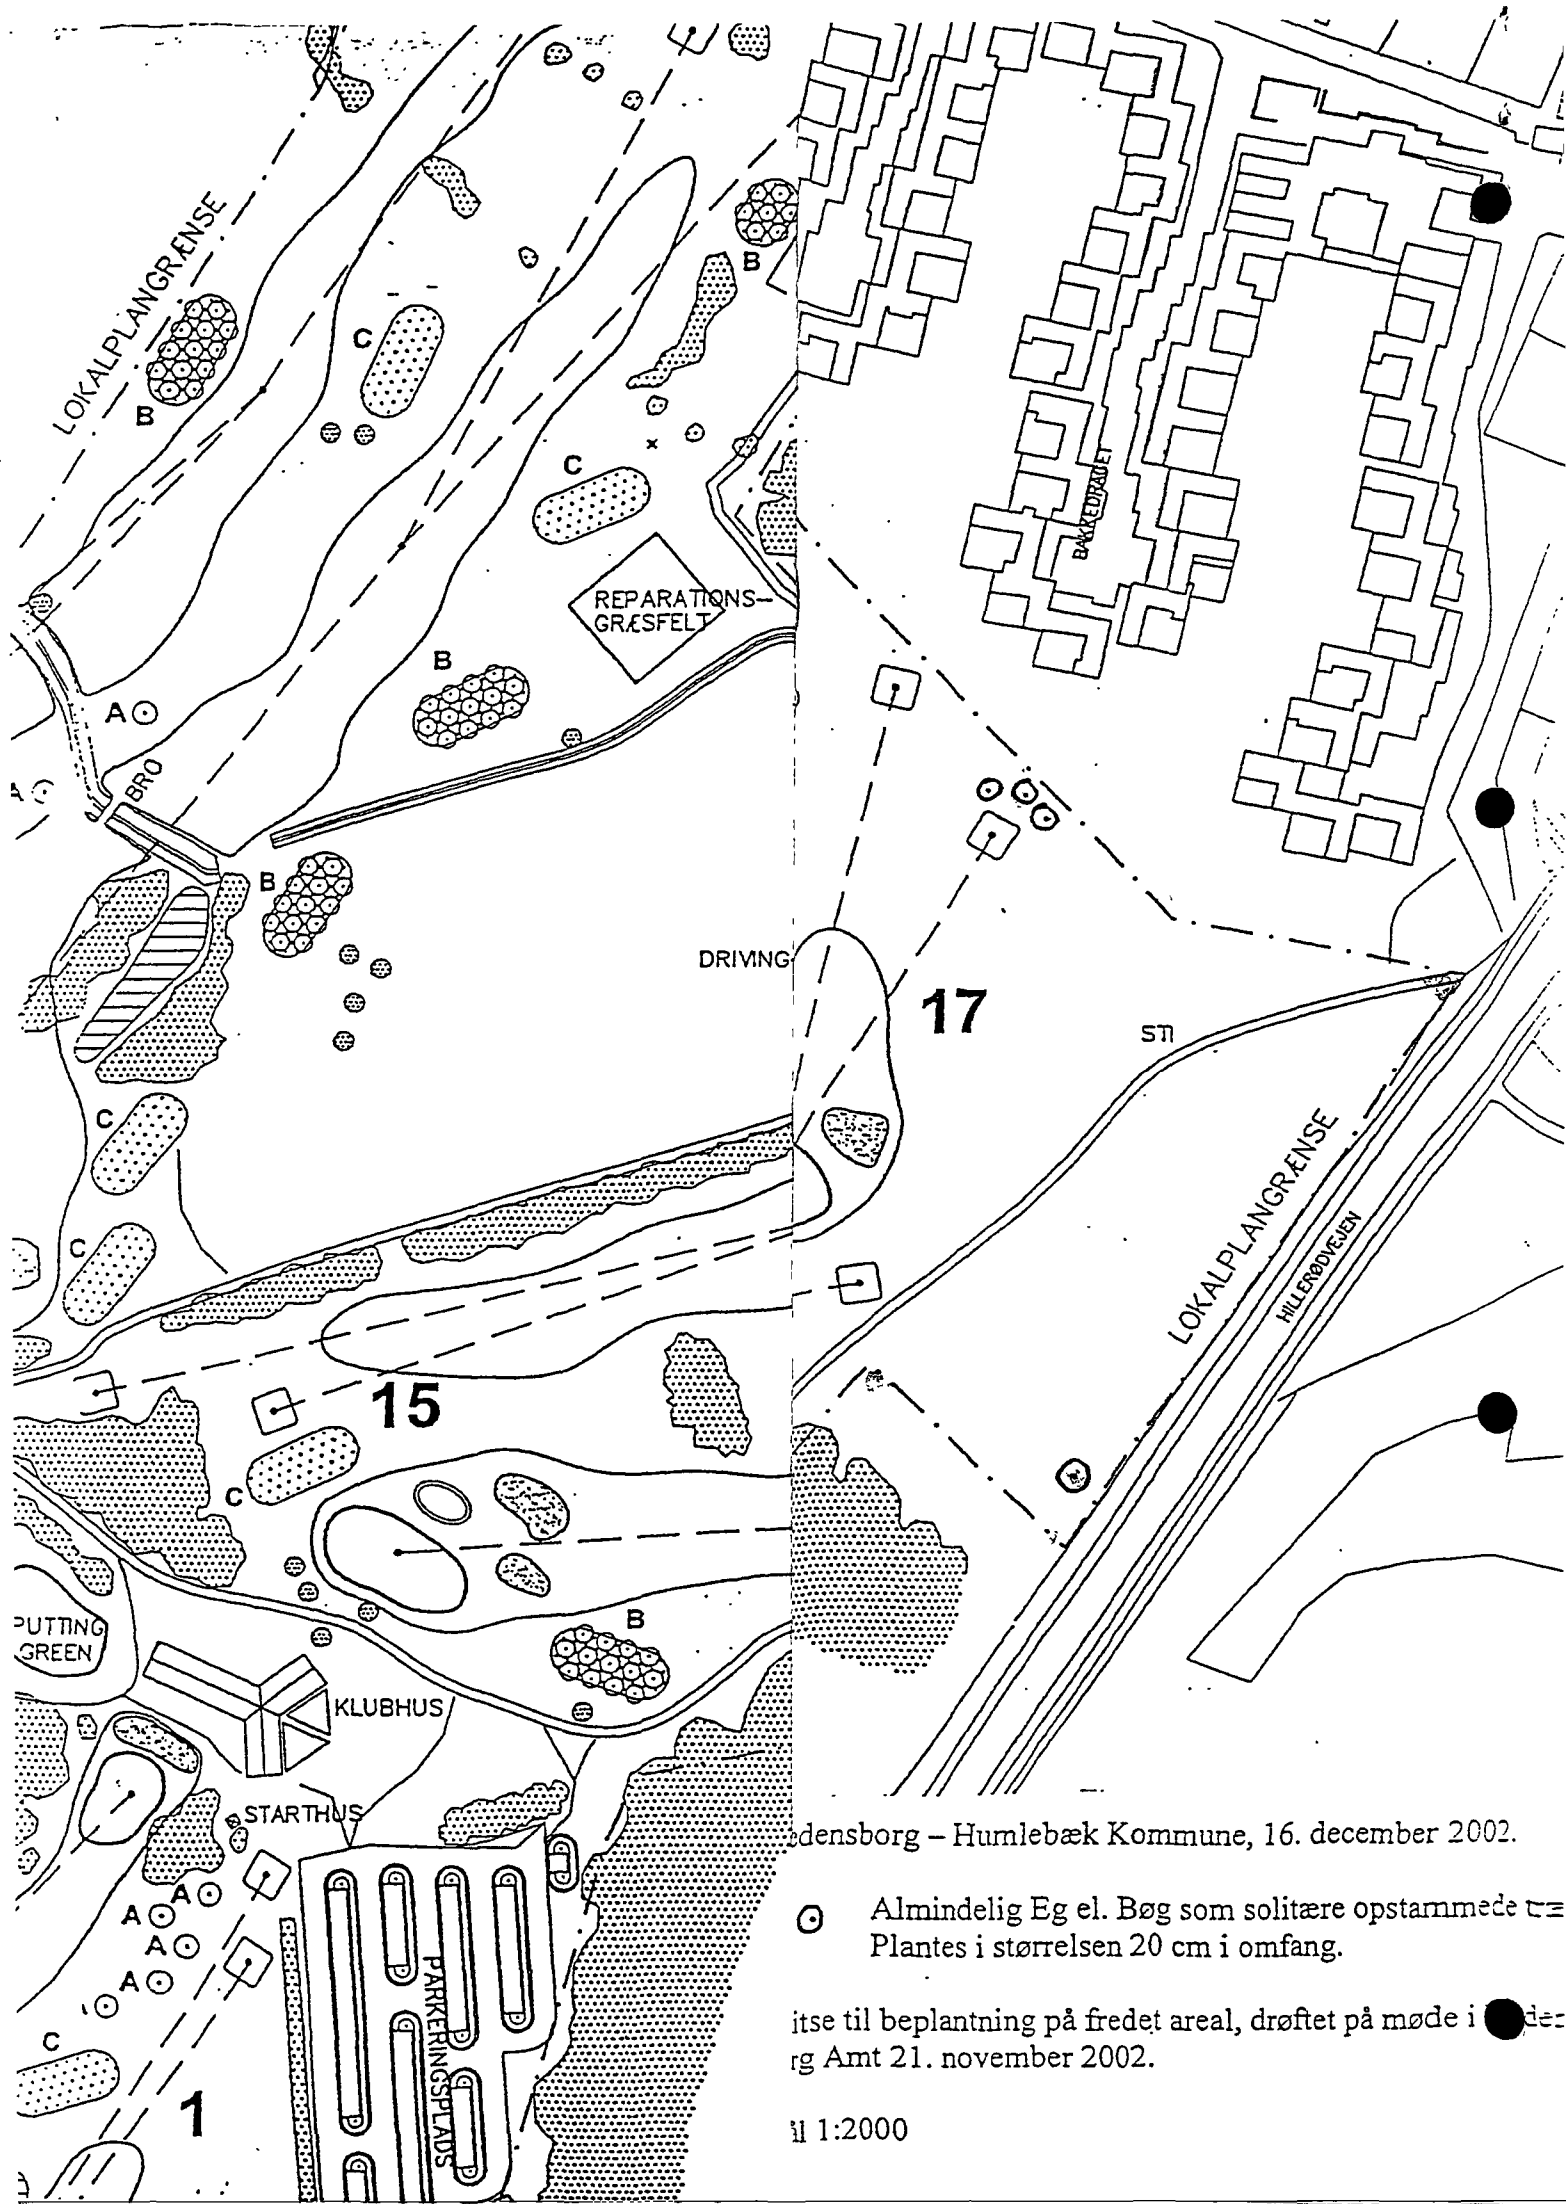 LOKALPLANGRÆNSE
B
B
C
B
C
BAKKEDRAGET
REPARATIONS-
GRÆSFELT
B
A
BRO
A
B
DRIVING
17
STI
C
LOKALPLANGRÆNSE
HILLERØDVEJEN
C
15
C
B
PUTTING
GREEN
KLUBHUS
STARTHUS
A
A
A
A
C
PARKERINGSPLADS
1
edensborg – Humlebæk Kommune, 16. december 2002.
Almindelig Eg el. Bøg som solitære opstammede
Plantes i størrelsen 20 cm i omfang.
itse til beplantning på fredet areal, drøftet på møde i
rg Amt 21. november 2002.
1:2000